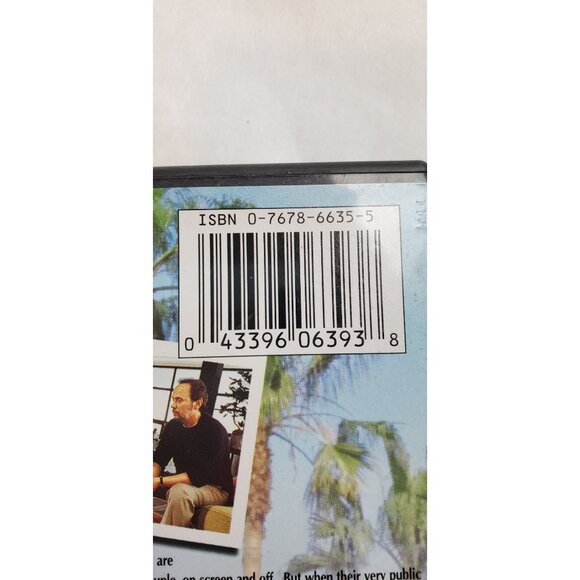 ISBN 0-7678-6635-5
0 43396 06393 8
are
on screen and off. But when their very public